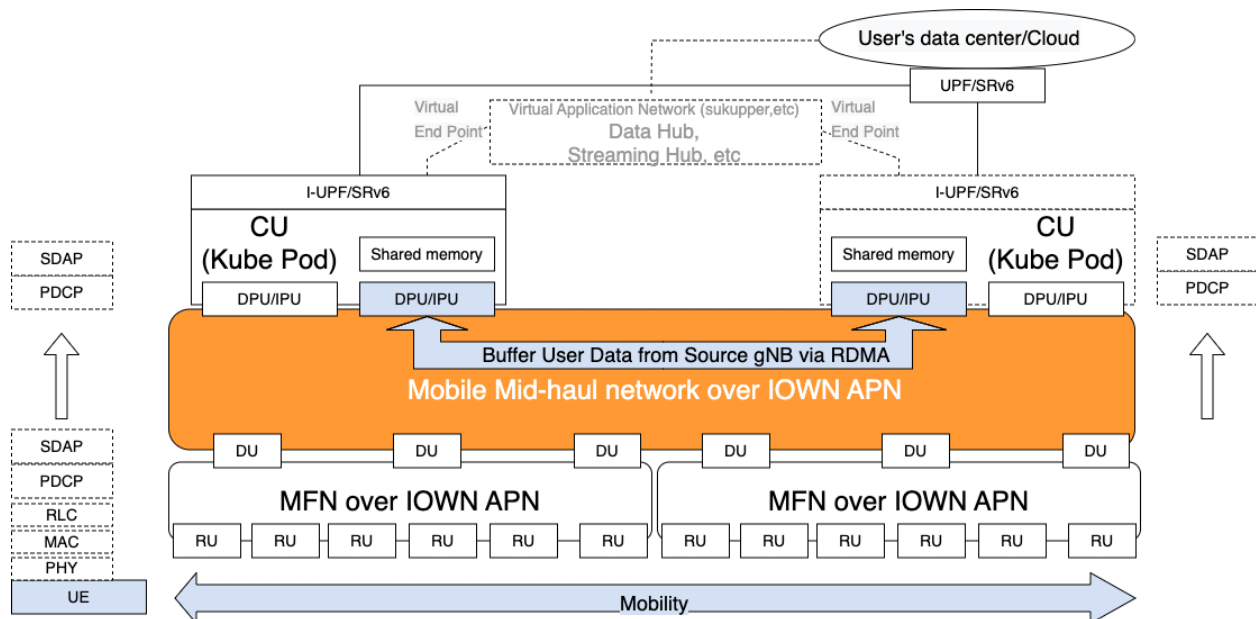 User's data center/Cloud
UPF/SRv6
Virtual
End Point
Virtual Application Network (sukupper,etc)
Data Hub,
Streaming Hub, etc
Virtual
End Point
I-UPF/SRv6
CU
(Kube Pod)
Shared memory
DPU/IPU
DPU/IPU
I-UPF/SRv6
Shared memory
CU
(Kube Pod)
DPU/IPU
DPU/IPU
SDAP
PDCP
SDAP
PDCP
Buffer User Data from Source gNB via RDMA
Mobile Mid-haul network over IOWN APN
DU
DU
DU
DU
DU
DU
MFN over IOWN APN
MFN over IOWN APN
RU
RU
RU
RU
RU
RU
RU
RU
RU
RU
RU
RU
SDAP
PDCP
RLC
MAC
PHY
UE
Mobility